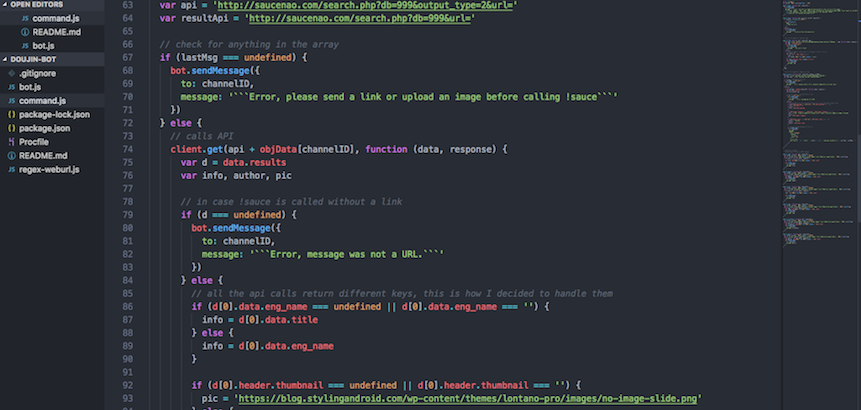 OPEN EDITORS
command.js
README.md
bot.js
DOUJIN-BOT
.gitignore
bot.js
command.js
package-lock.json
package.json
Procfile
README.md
regex-weburl.js
63 var api = 'http://saucenao.com/search.php?db=999&output_type=2&url='
64 var resultApi = 'http://saucenao.com/search.php?db=999&url='
65
66 // check for anything in the array
67 if (lastMsg === undefined) {
68 bot.sendMessage({
69 to: channelID,
70 message: '```Error, please send a link or upload an image before calling !sauce```'
71 })
72 } else {
73 // calls API
74 client.get(api + objData[channelID], function (data, response) {
75 var d = data.results
76 var info, author, pic
77
78 // in case !sauce is called without a link
79 if (d === undefined) {
80 bot.sendMessage({
81 to: channelID,
82 message: '```Error, message was not a URL.```'
83 })
84 } else {
85 // all the api calls return different keys, this is how I decided to handle them
86 if (d[0].data.eng_name === undefined || d[0].data.eng_name === '') {
87 info = d[0].data.title
88 } else {
89 info = d[0].data.eng_name
90 }
91
92 if (d[0].header.thumbnail === undefined || d[0].header.thumbnail === '') {
93 pic = 'https://blog.stylingandroid.com/wp-content/themes/lontano-pro/images/no-image-slide.png'